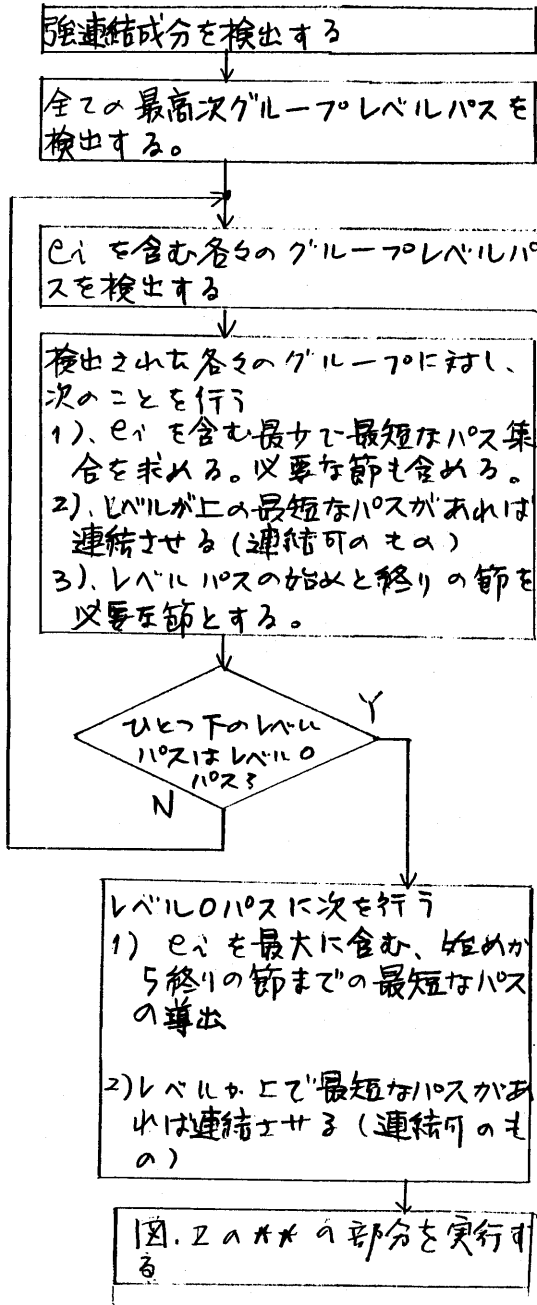 強連結成分を検出する
全ての最高次グループレベルパスを
検出する。
eiを含む各々のグループレベルパ
スを検出する
検出された各々のグループに対し、
次のことを行う
1)、eiを含む最少で最短なパス集
合を求める。必要な節も含める。
2)、レベルが上の最短なパスがあれば
連結させる(連結可のもの)
3)、レベルパスの始めと終りの節を
必要な節とする。
ひとつ下のレベル
パスはレベル0
パス?
Y
N
レベル0パスに次を行う
1) eiを最大に含む、始めか
ら終りの節までの最短なパス
の導出
2)レベルが上で最短なパスがあ
れば連結させる(連結可のも
の)
図.2の**の部分を実行す
る